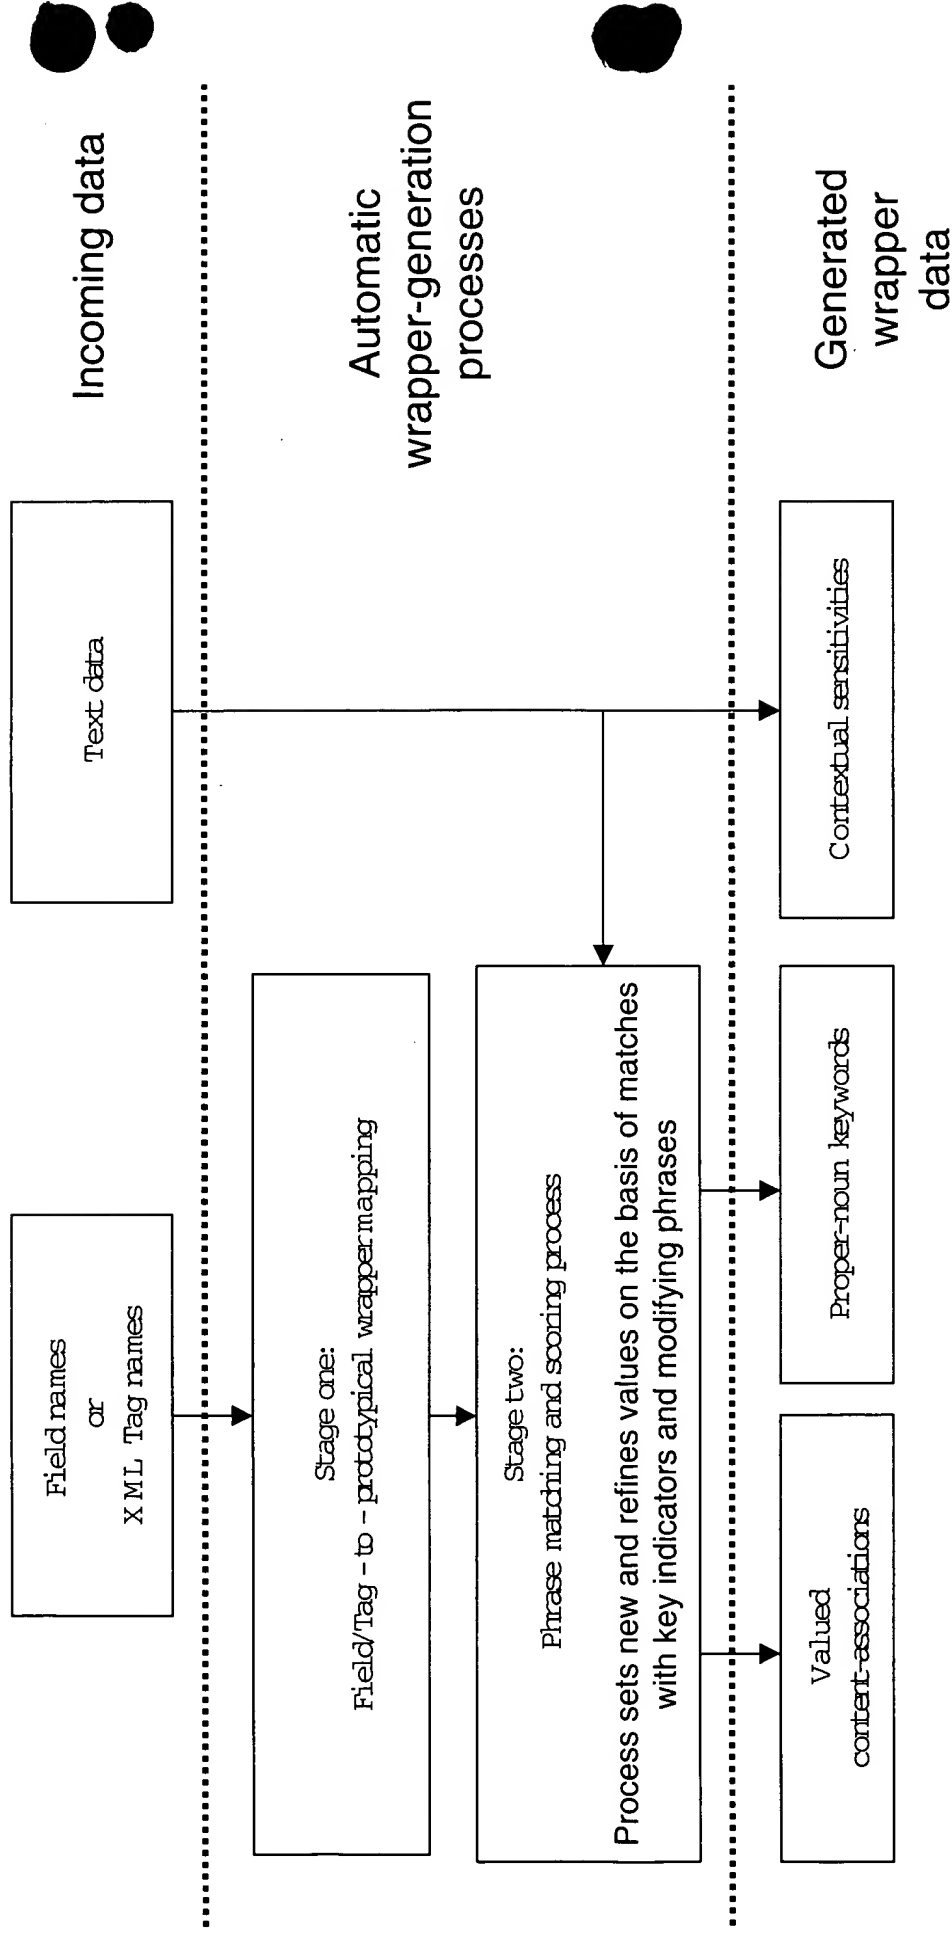 Field names
or
XML Tag names
Text data
Incoming data
Stage one:
Field/Tag - to - prototypical wrapper mapping
Automatic
wrapper-generation
processes
Stage two:
Phrase matching and scoring process
Process sets new and refines values on the basis of matches
with key indicators and modifying phrases
Valued
content-associations
Proper-noun keywords
Contextual sensitivities
Generated
wrapper
data